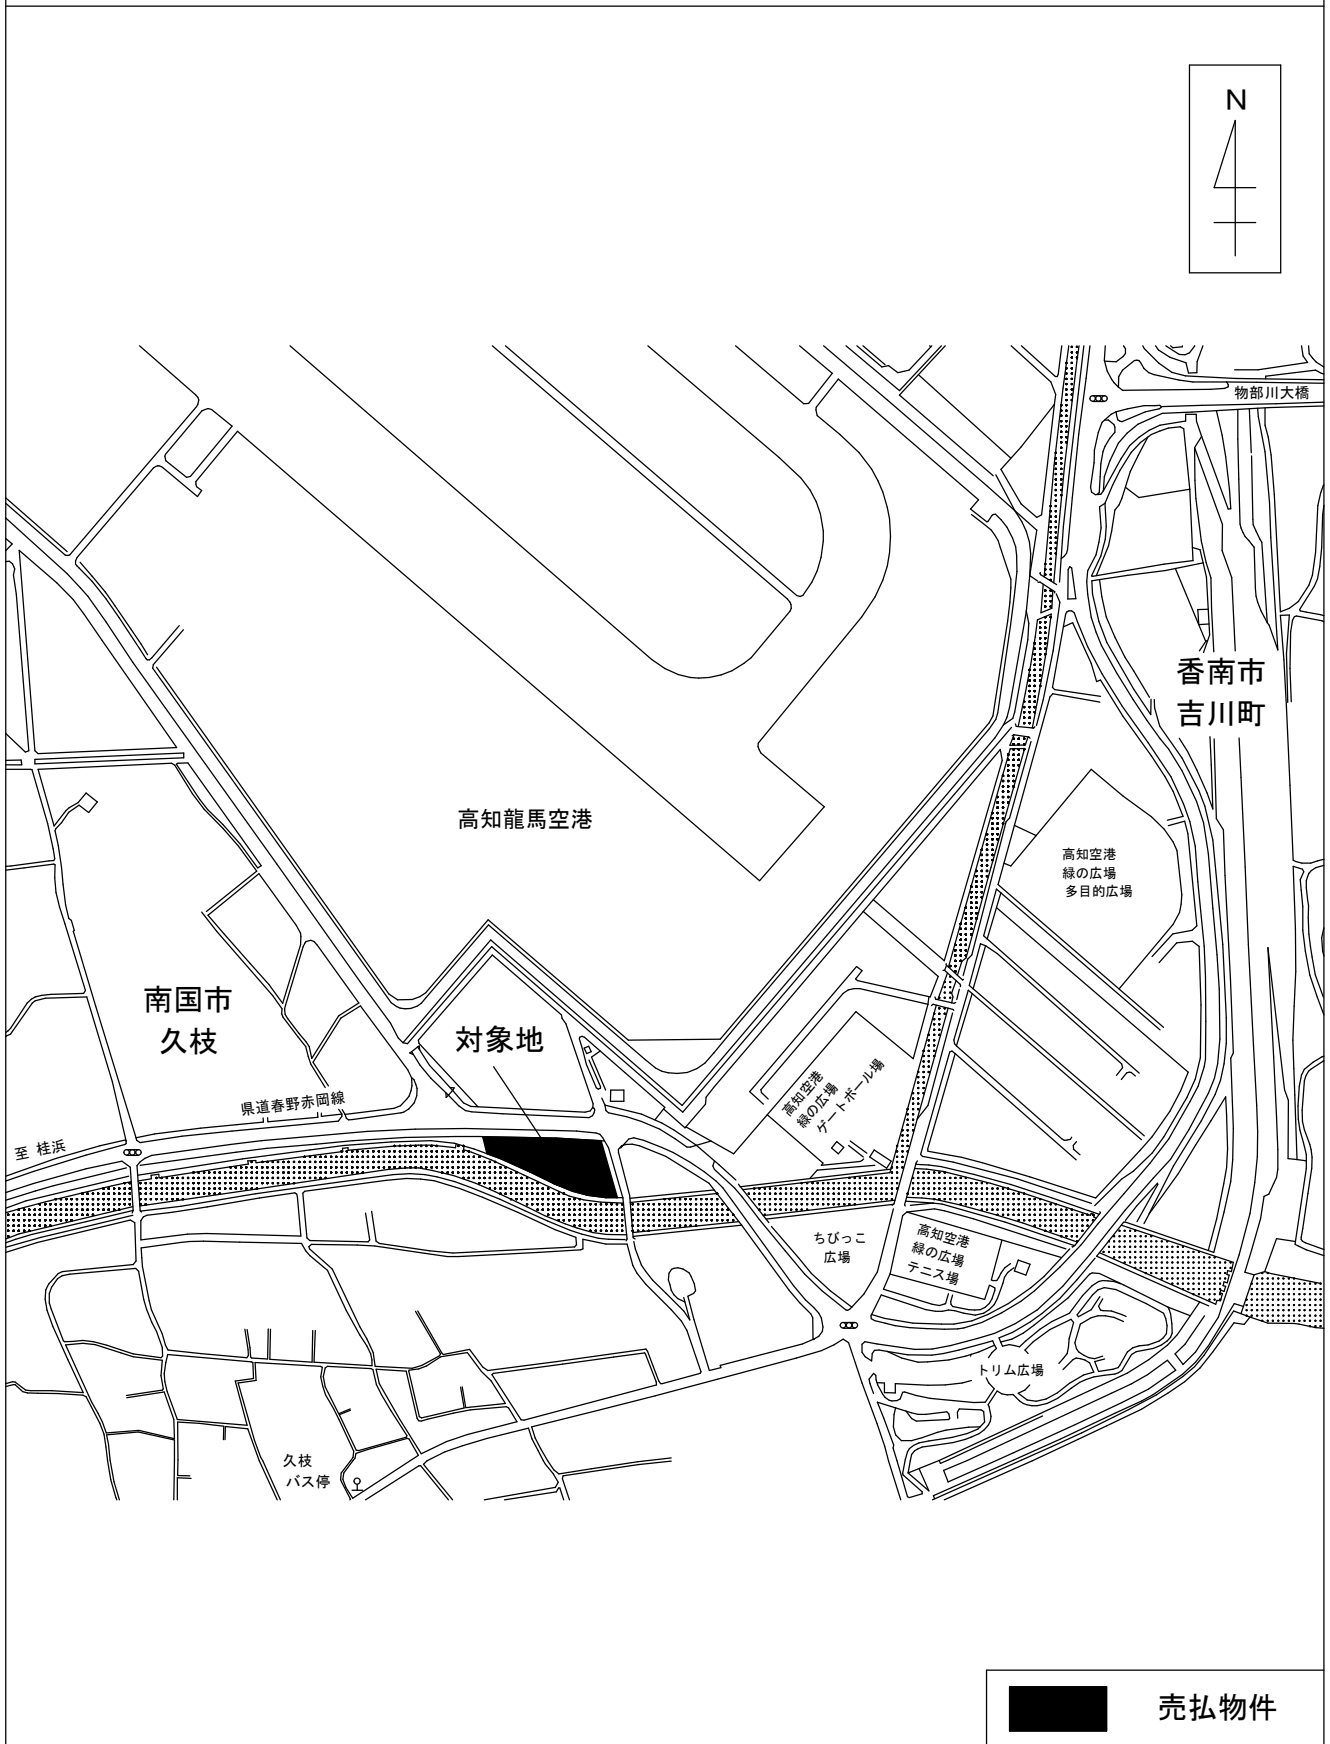 N
物部川大橋
香南市
吉川町
高知龍馬空港
高知空港
緑の広場
多目的広場
南国市
久枝
対象地
高知空港
緑の広場
ゲートボール場
県道春野赤岡線
至 桂浜
ちびっこ
広場
高知空港
緑の広場
テニス場
トリム広場
久枝
バス停
売払物件